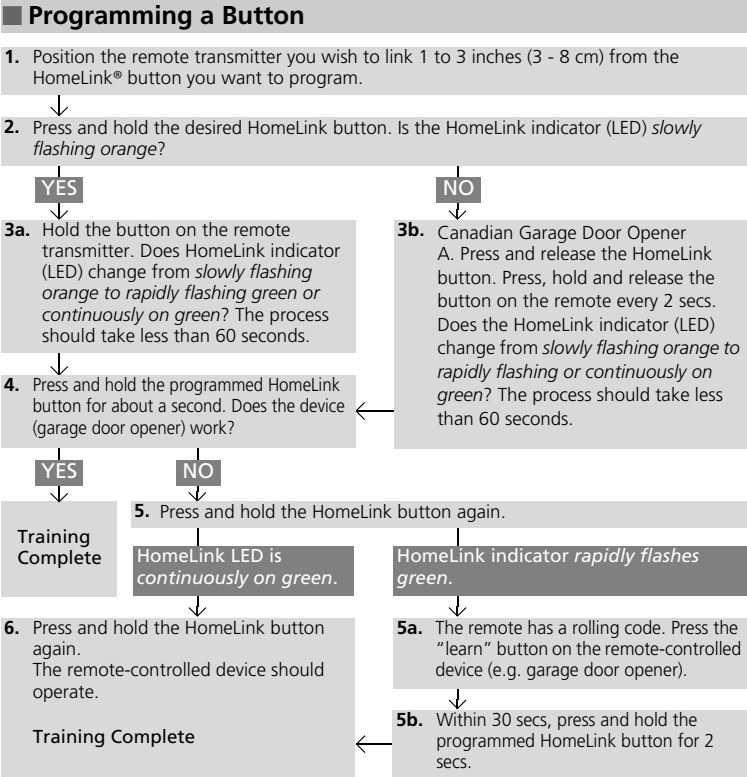 ■ Programming a Button
1. Position the remote transmitter you wish to link 1 to 3 inches (3 - 8 cm) from the
HomeLink® button you want to program.
2. Press and hold the desired HomeLink button. Is the HomeLink indicator (LED) slowly
flashing orange?
YES
NO
3a. Hold the button on the remote
transmitter. Does HomeLink indicator
(LED) change from slowly flashing
orange to rapidly flashing green or
continuously on green? The process
should take less than 60 seconds.
3b. Canadian Garage Door Opener
A. Press and release the HomeLink
button. Press, hold and release the
button on the remote every 2 secs.
Does the HomeLink indicator (LED)
change from slowly flashing orange to
rapidly flashing or continuously on
green? The process should take less
than 60 seconds.
4. Press and hold the programmed HomeLink
button for about a second. Does the device
(garage door opener) work?
YES
NO
Training
Complete
5. Press and hold the HomeLink button again.
HomeLink LED is
continuously on green.
HomeLink indicator rapidly flashes
green.
6. Press and hold the HomeLink button
again.
The remote-controlled device should
operate.
Training Complete
5a. The remote has a rolling code. Press the
“learn” button on the remote-controlled
device (e.g. garage door opener).
5b. Within 30 secs, press and hold the
programmed HomeLink button for 2
secs.